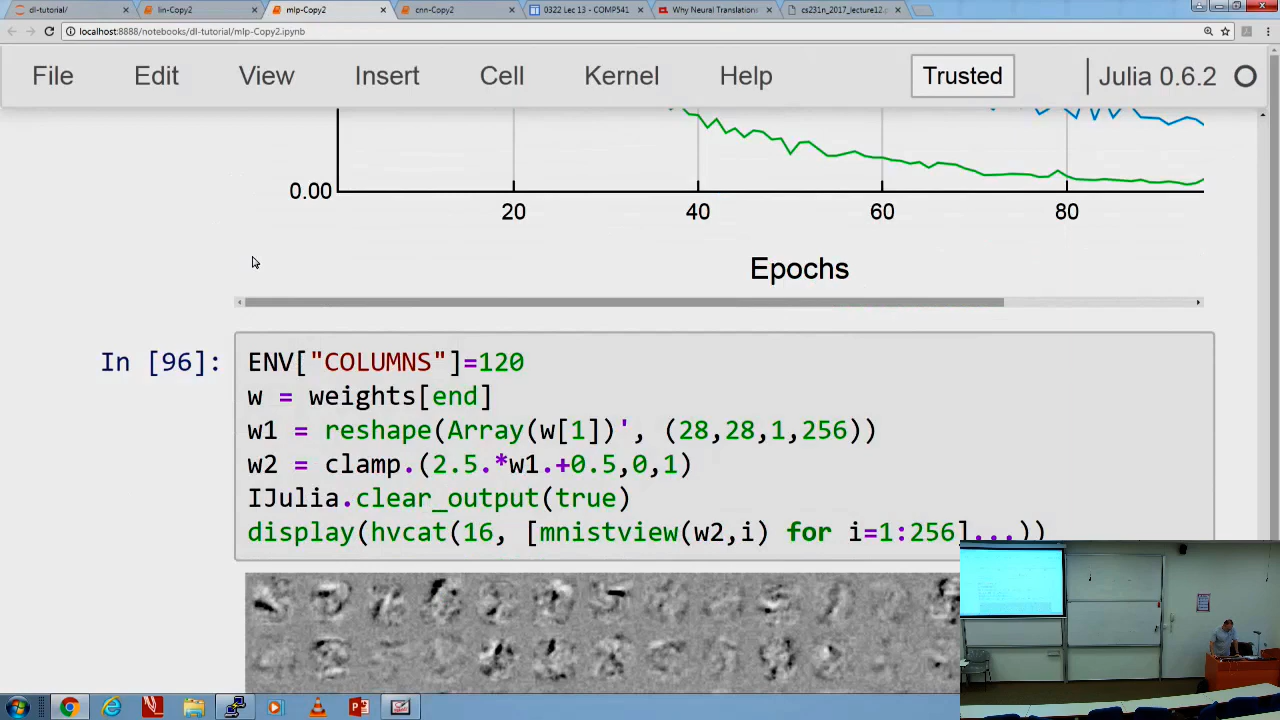 dl-tutorial/
lin-Copy2
mlp-Copy2
cnn-Copy2
0322 Lec 13 - COMP541
Why Neural Translations
cs231n_2017_lecture12.p
localhost:8888/notebooks/dl-tutorial/mlp-Copy2.ipynb
File Edit View Insert Cell Kernel Help Trusted Julia 0.6.2
0.00
20 40 60 80
Epochs
In [96]:
ENV["COLUMNS"]=120
w = weights[end]
w1 = reshape(Array(w[1])', (28,28,1,256))
w2 = clamp.(2.5.*w1.+0.5,0,1)
IJulia.clear_output(true)
display(hvcat(16, [mnistview(w2,i) for i=1:256]...))